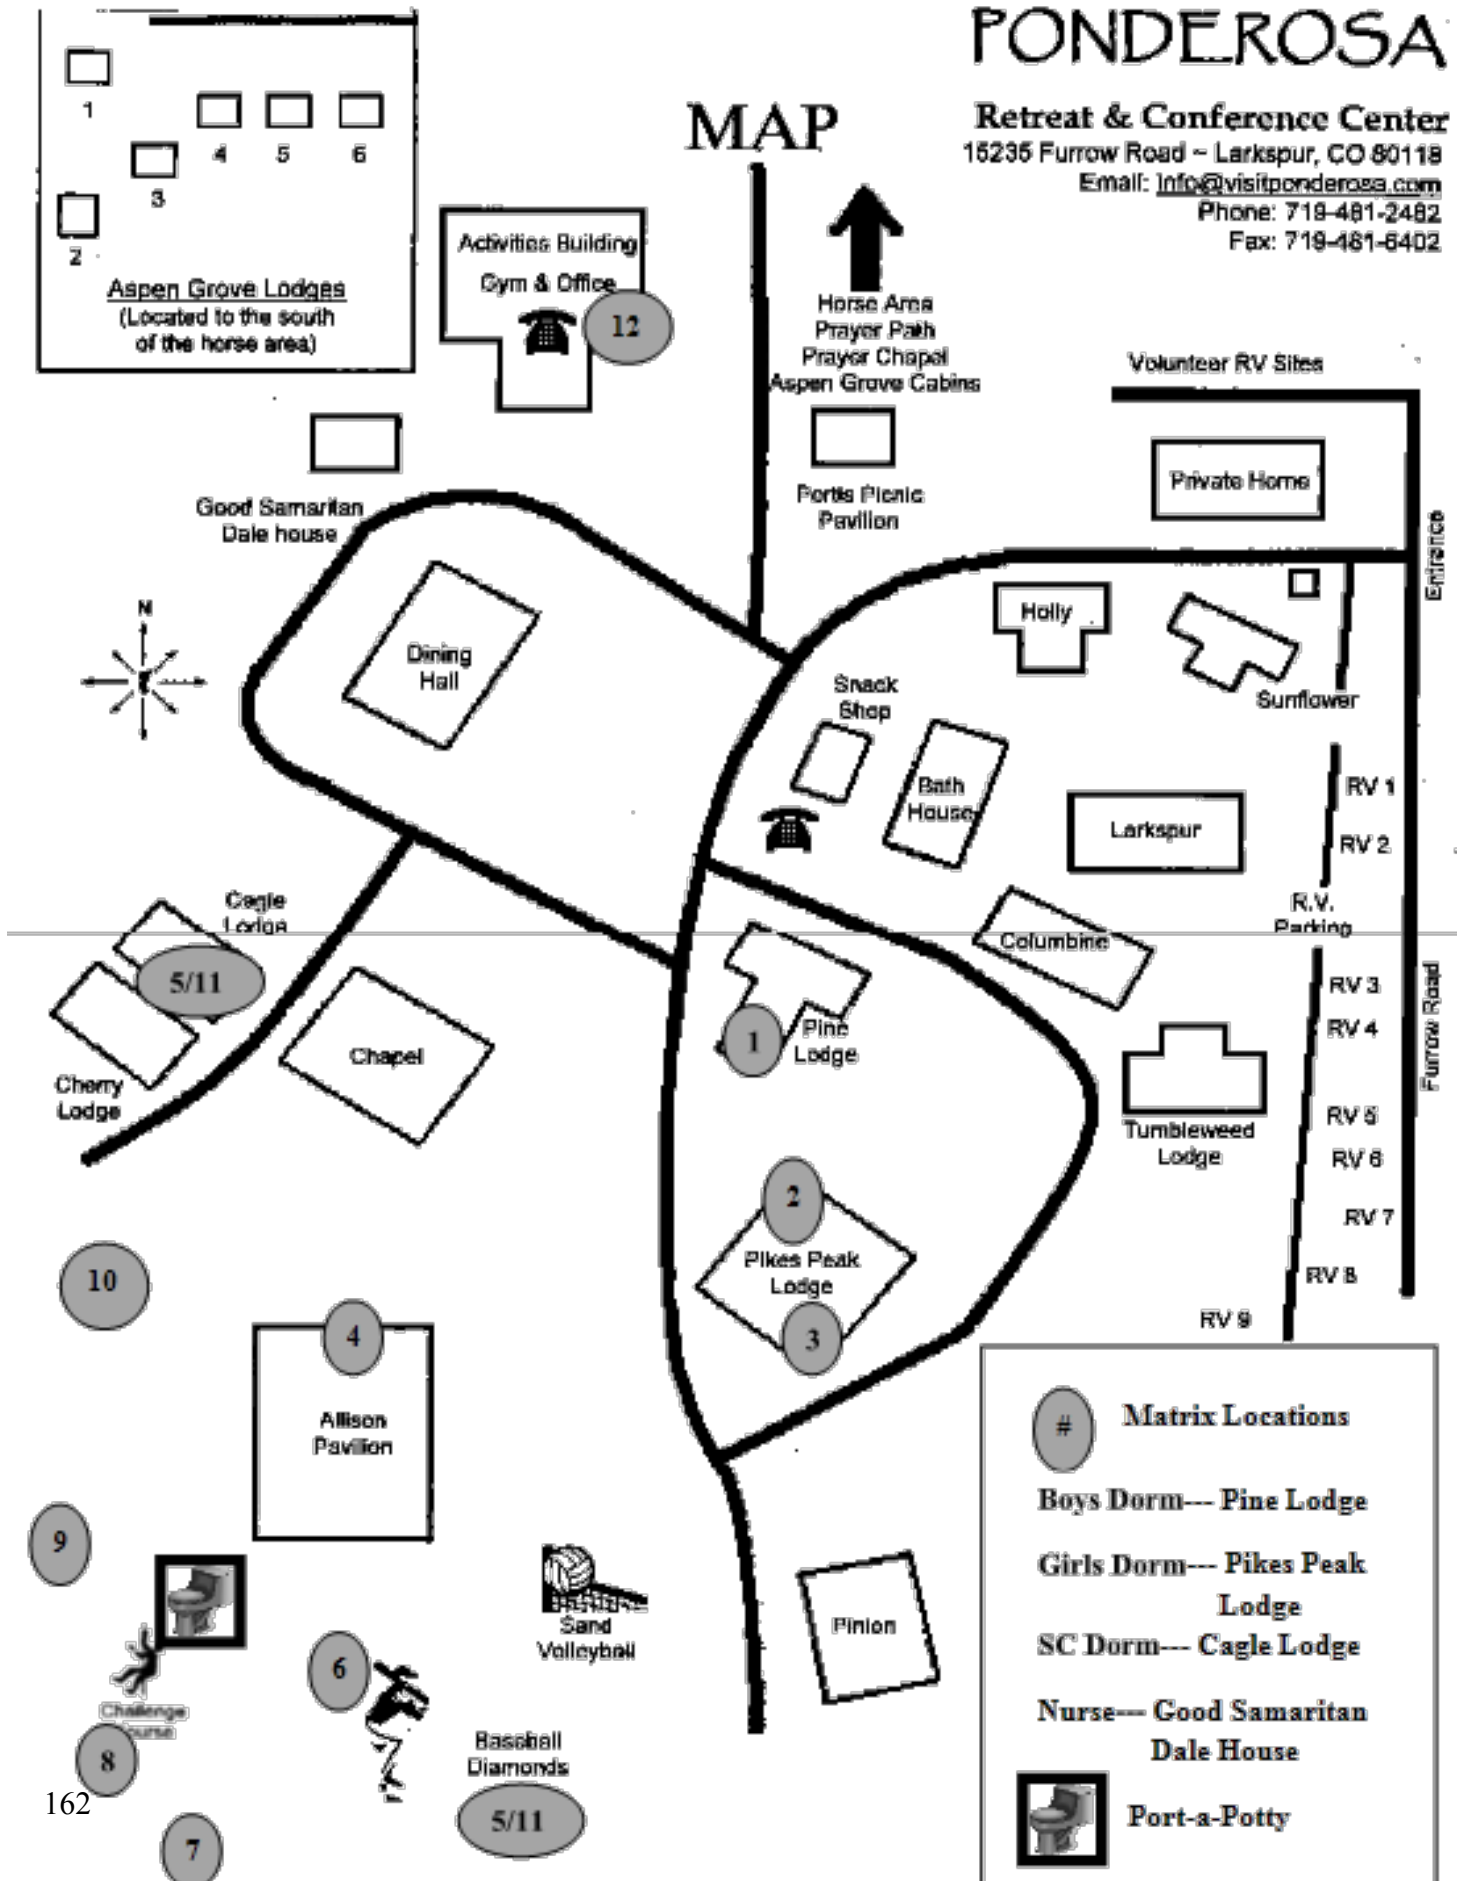 PONDEROSA
MAP
Retreat & Conference Center
15235 Furrow Road ~ Larkspur, CO 80118
Email: info@visitponderosa.com
Phone: 719-481-2482
Fax: 719-481-6402
1
4
5
6
3
2
Aspen Grove Lodges
(Located to the south
of the horse area)
Activities Building
Gym & Office
12
Horse Area
Prayer Path
Prayer Chapel
Aspen Grove Cabins
Volunteer RV Sites
Private Home
Portis Picnic
Pavilion
Good Samaritan
Dale house
Entrance
N
Dining
Hall
Holly
Sunflower
Snack
Shop
Bath
House
Larkspur
RV 1
RV 2
R.V.
Parking
Columbine
Cagle
Lodge
5/11
Cherry
Lodge
Chapel
1
Pine
Lodge
RV 3
RV 4
Furrow Road
Tumbleweed
Lodge
RV 5
RV 6
RV 7
RV 8
RV 9
2
Pikes Peak
Lodge
3
10
4
Allison
Pavilion
9
Sand
Volleyball
Pinion
6
Challenge
8
Baseball
Diamonds
5/11
162
7
# Matrix Locations
Boys Dorm--- Pine Lodge
Girls Dorm--- Pikes Peak
Lodge
SC Dorm--- Cagle Lodge
Nurse--- Good Samaritan
Dale House
Port-a-Potty